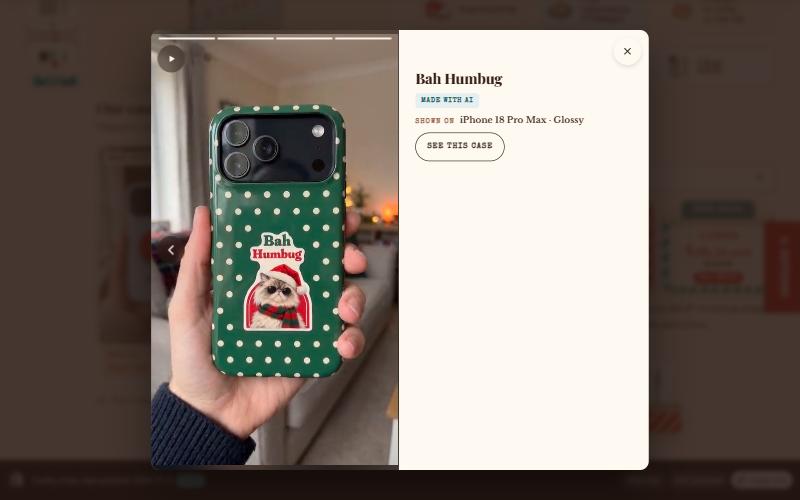 Bah
Humbug
Bah Humbug
MADE WITH AI
SHOWN ON iPhone 18 Pro Max · Glossy
SEE THIS CASE